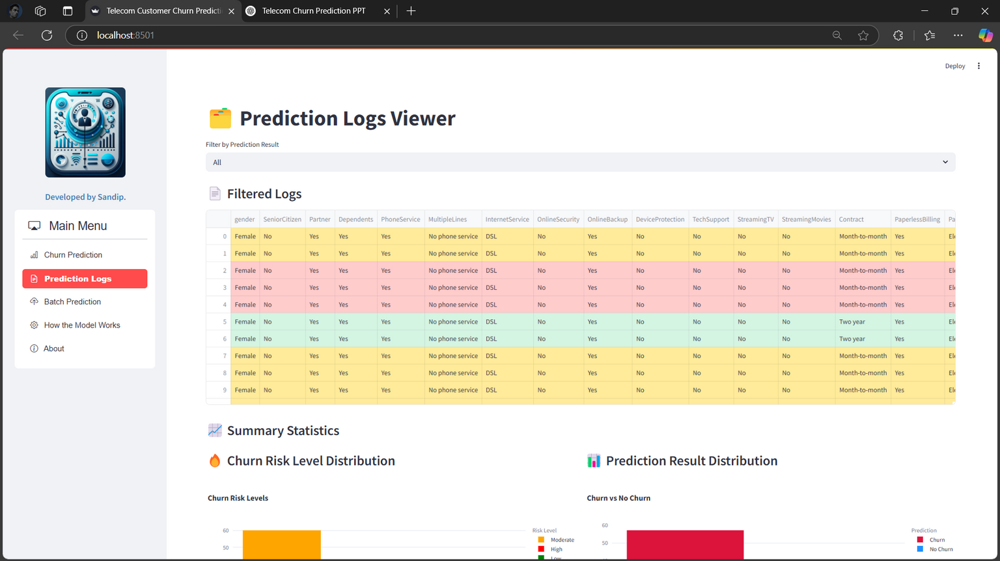 Telecom Customer Churn Predicti
Telecom Churn Prediction PPT
localhost:8501
Deploy
Developed by Sandip.
Main Menu
Churn Prediction
Prediction Logs
Batch Prediction
How the Model Works
About
Prediction Logs Viewer
Filter by Prediction Result
All
Filtered Logs
gender SeniorCitizen Partner Dependents PhoneService MultipleLines InternetService OnlineSecurity OnlineBackup DeviceProtection TechSupport StreamingTV StreamingMovies Contract PaperlessBilling Pa
0 Female No Yes Yes Yes No phone service DSL No Yes No No No No Month-to-month Yes Ele
1 Female No Yes Yes Yes No phone service DSL No Yes No No No No Month-to-month Yes Ele
2 Female No Yes Yes Yes No phone service DSL No Yes No No No No Month-to-month Yes Ele
3 Female No Yes Yes Yes No phone service DSL No Yes No No No No Month-to-month Yes Ele
4 Female No Yes Yes Yes No phone service DSL No Yes No No No No Month-to-month Yes Ele
5 Female No Yes Yes Yes No phone service DSL No Yes No No No No Two year Yes Ele
6 Female No Yes Yes Yes No phone service DSL No Yes No No No No Two year Yes Ele
7 Female No Yes Yes Yes No phone service DSL No Yes No No No No Month-to-month Yes Ele
8 Female No Yes Yes Yes No phone service DSL No Yes No No No No Month-to-month Yes Ele
9 Female No Yes Yes Yes No phone service DSL No Yes No No No No Month-to-month Yes Ele
Summary Statistics
Churn Risk Level Distribution
Churn Risk Levels
60
50
Risk Level
Moderate
High
Low
Prediction Result Distribution
Churn vs No Churn
60
50
Prediction
Churn
No Churn